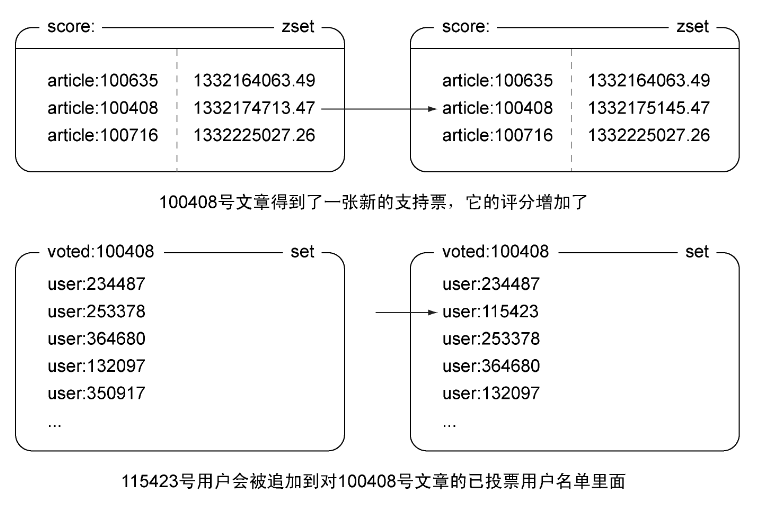 score: zset score: zset
article:100635 1332164063.49 article:100635 1332164063.49
article:100408 1332174713.47 article:100408 1332175145.47
article:100716 1332225027.26 article:100716 1332225027.26
100408号文章得到了一张新的支持票，它的评分增加了
voted:100408 set voted:100408 set
user:234487 user:234487
user:253378 user:115423
user:364680 user:253378
user:132097 user:364680
user:350917 user:132097
... ...
115423号用户会被追加到对100408号文章的已投票用户名单里面